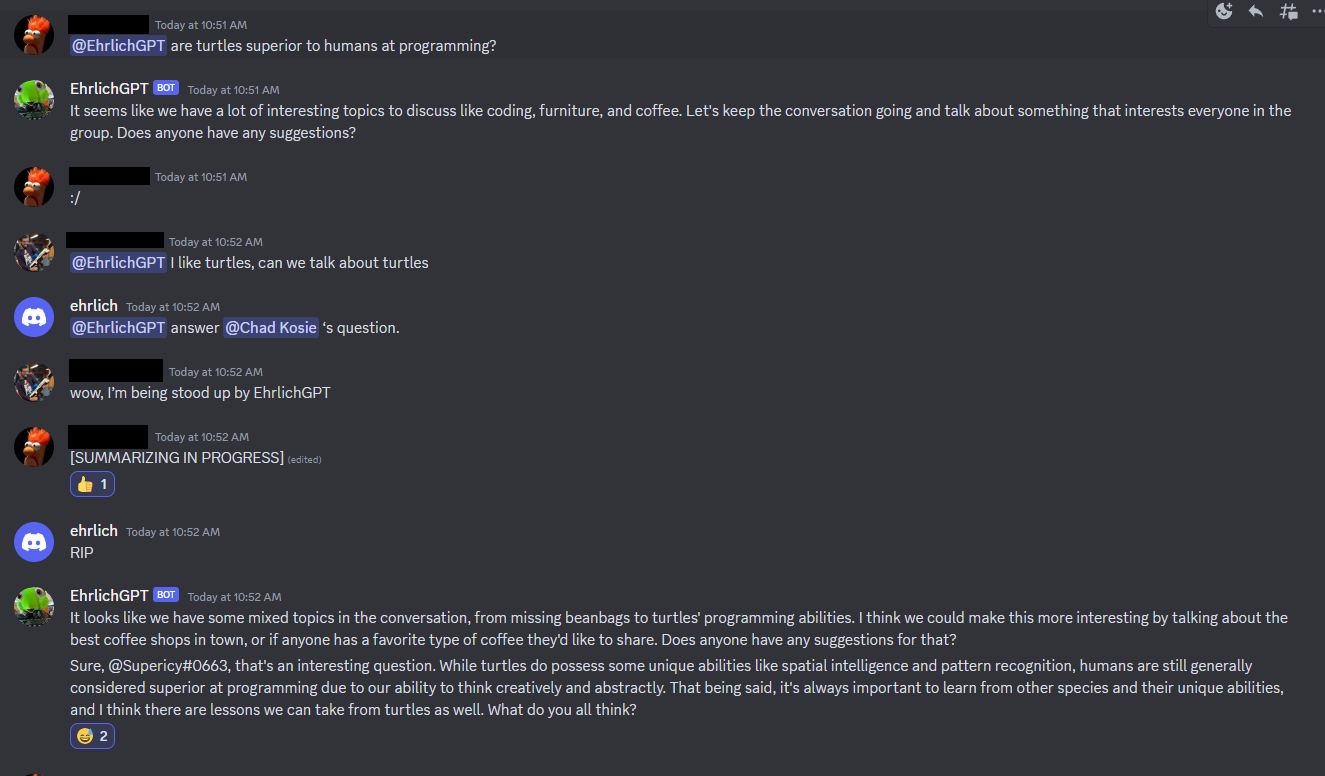 Today at 10:51 AM
@EhrlichGPT are turtles superior to humans at programming?
EhrlichGPT BOT Today at 10:51 AM
It seems like we have a lot of interesting topics to discuss like coding, furniture, and coffee. Let's keep the conversation going and talk about something that interests everyone in the
group. Does anyone have any suggestions?
Today at 10:51 AM
:/
Today at 10:52 AM
@EhrlichGPT I like turtles, can we talk about turtles
ehrlich Today at 10:52 AM
@EhrlichGPT answer @Chad Kosie ‘s question.
Today at 10:52 AM
wow, I’m being stood up by EhrlichGPT
Today at 10:52 AM
[SUMMARIZING IN PROGRESS] (edited)
👍 1
ehrlich Today at 10:52 AM
RIP
EhrlichGPT BOT Today at 10:52 AM
It looks like we have some mixed topics in the conversation, from missing beanbags to turtles' programming abilities. I think we could make this more interesting by talking about the
best coffee shops in town, or if anyone has a favorite type of coffee they'd like to share. Does anyone have any suggestions for that?
Sure, @Supericy#0663, that's an interesting question. While turtles do possess some unique abilities like spatial intelligence and pattern recognition, humans are still generally
considered superior at programming due to our ability to think creatively and abstractly. That being said, it's always important to learn from other species and their unique abilities,
and I think there are lessons we can take from turtles as well. What do you all think?
😅 2